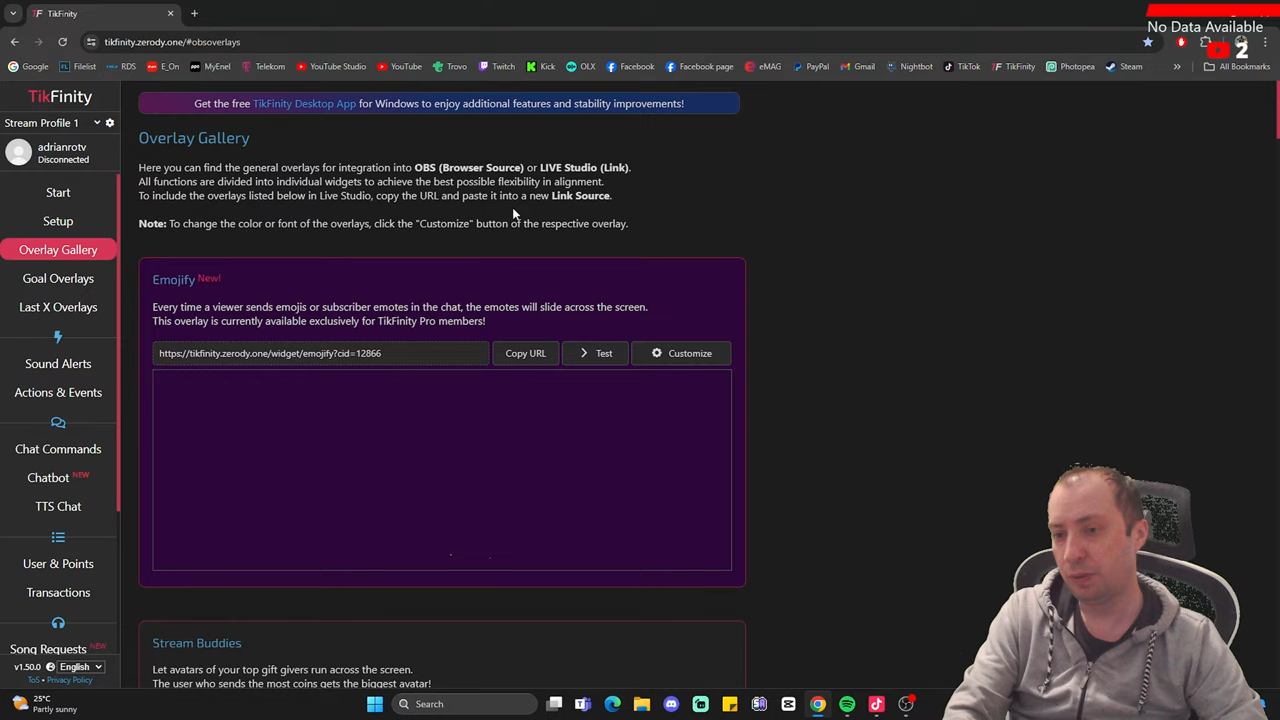 TikFinity
No Data Available
tikfinity.zerody.one/#obsoverlays
2
Google
Filelist
RDS
E_On
MyEnel
Telekom
YouTube Studio
YouTube
Trovo
Twitch
Kick
OLX
Facebook
Facebook page
eMAG
PayPal
Gmail
Nightbot
TikTok
TikFinity
Photopea
Steam
»
All Bookmarks
TikFinity
Stream Profile 1
adrianrotv
Disconnected
Start
Setup
Overlay Gallery
Goal Overlays
Last X Overlays
Sound Alerts
Actions & Events
Chat Commands
Chatbot NEW
TTS Chat
User & Points
Transactions
Song Requests NEW
v1.50.0 English
ToS • Privacy Policy
Get the free TikFinity Desktop App for Windows to enjoy additional features and stability improvements!
Overlay Gallery
Here you can find the general overlays for integration into OBS (Browser Source) or LIVE Studio (Link).
All functions are divided into individual widgets to achieve the best possible flexibility in alignment.
To include the overlays listed below in Live Studio, copy the URL and paste it into a new Link Source.
Note: To change the color or font of the overlays, click the "Customize" button of the respective overlay.
Emojify New!
Every time a viewer sends emojis or subscriber emotes in the chat, the emotes will slide across the screen.
This overlay is currently available exclusively for TikFinity Pro members!
https://tikfinity.zerody.one/widget/emojify?cid=12866
Copy URL
Test
Customize
Stream Buddies
Let avatars of your top gift givers run across the screen.
The user who sends the most coins gets the biggest avatar!
25°C
Partly sunny
Search